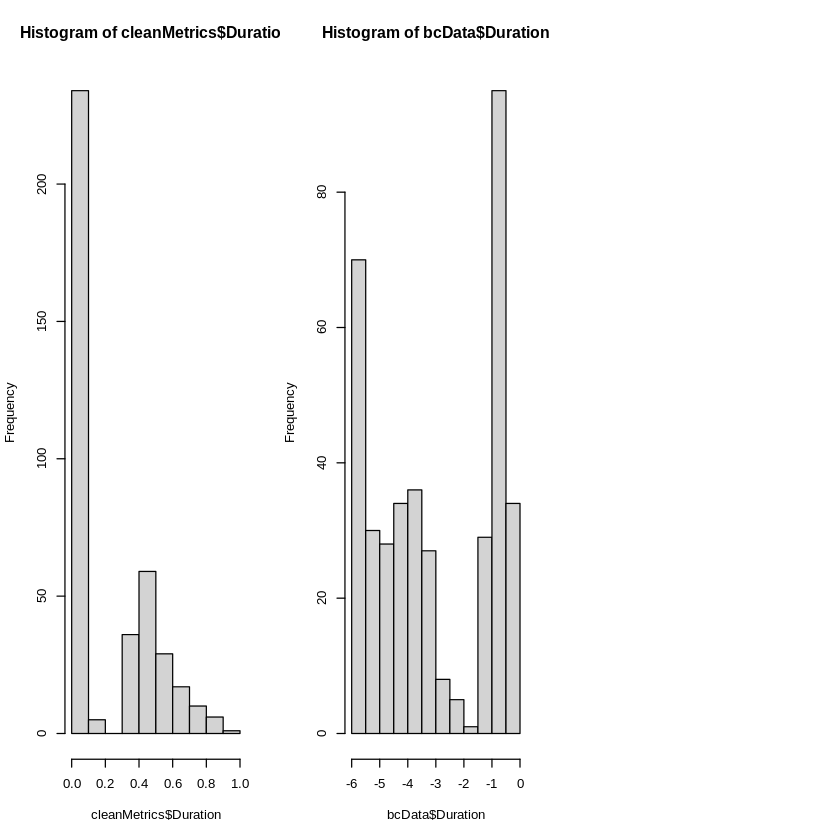 Histogram of cleanMetrics$Duratio
Frequency
200
150
100
50
0
0.0 0.2 0.4 0.6 0.8 1.0
cleanMetrics$Duration
Histogram of bcData$Duration
Frequency
80
60
40
20
0
-6 -5 -4 -3 -2 -1 0
bcData$Duration